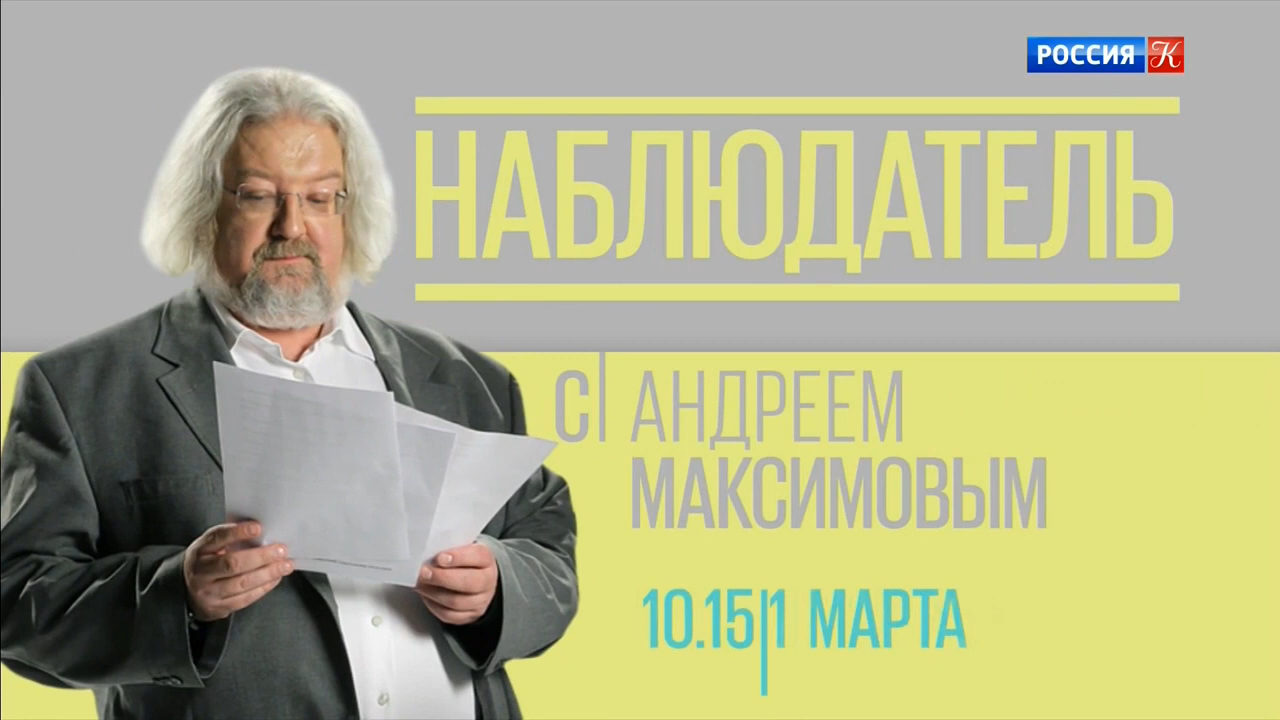 РОССИЯ К
НАБЛЮДАТЕЛЬ
с| АНДРЕЕМ
МАКСИМОВЫМ
10.15|1 МАРТА